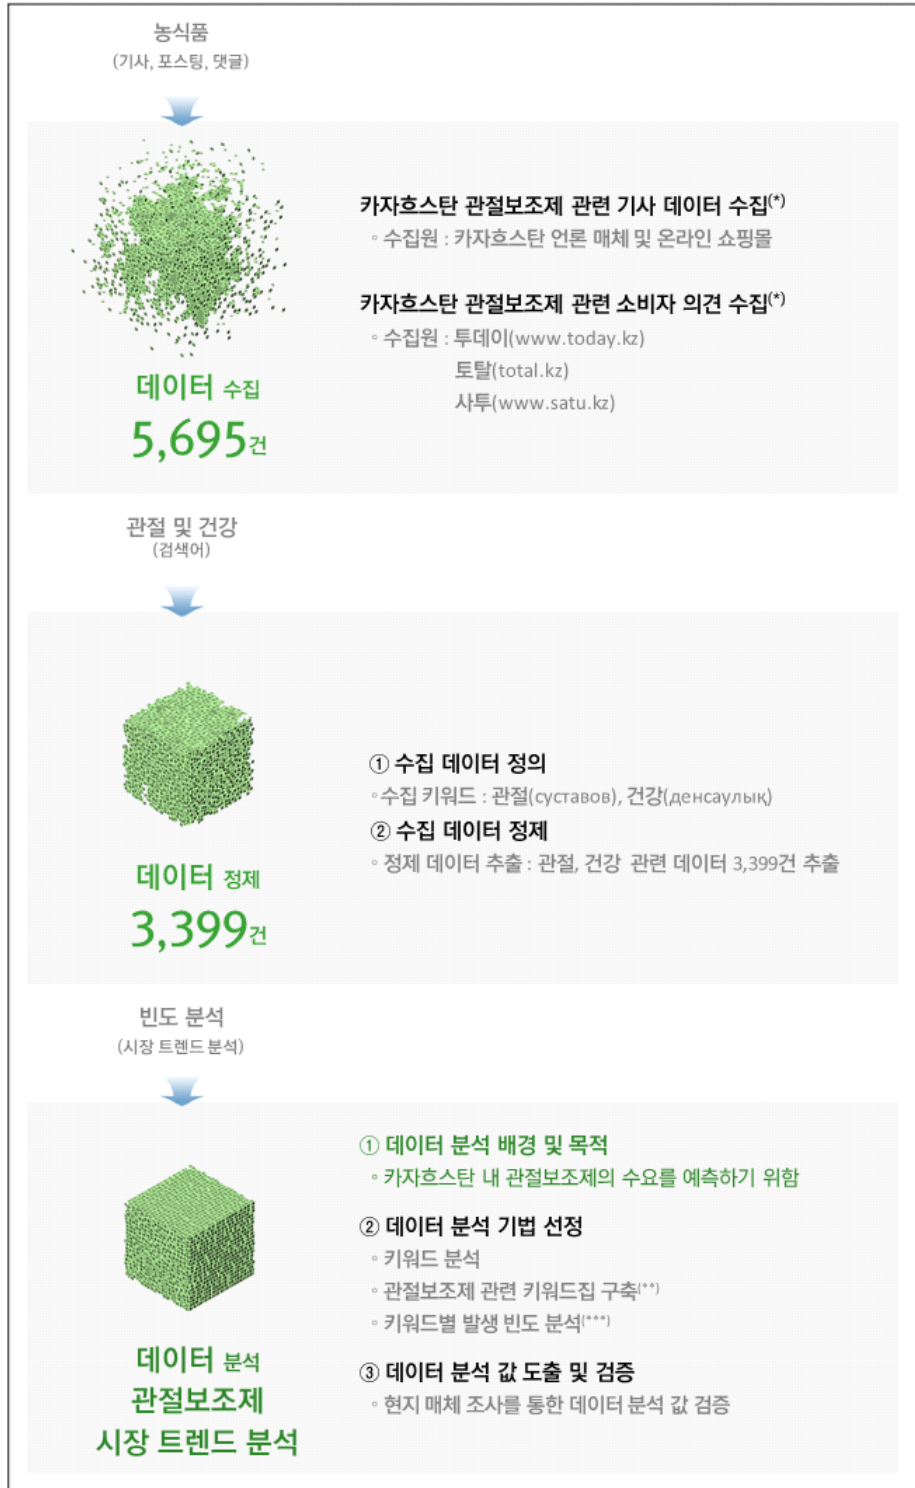 농식품
(기사, 포스팅, 댓글)
카자흐스탄 관절보조제 관련 기사 데이터 수집(*)
◦ 수집원 : 카자흐스탄 언론 매체 및 온라인 쇼핑몰
카자흐스탄 관절보조제 관련 소비자 의견 수집(*)
◦ 수집원 : 투데이(www.today.kz)
토탈(total.kz)
사투(www.satu.kz)
데이터 수집
5,695건
관절 및 건강
(검색어)
① 수집 데이터 정의
◦ 수집 키워드 : 관절(суставов), 건강(денсаулық)
② 수집 데이터 정제
◦ 정제 데이터 추출 : 관절, 건강 관련 데이터 3,399건 추출
데이터 정제
3,399건
빈도 분석
(시장 트렌드 분석)
① 데이터 분석 배경 및 목적
◦ 카자흐스탄 내 관절보조제의 수요를 예측하기 위함
② 데이터 분석 기법 선정
◦ 키워드 분석
◦ 관절보조제 관련 키워드집 구축(**)
◦ 키워드별 발생 빈도 분석(***)
③ 데이터 분석 값 도출 및 검증
◦ 현지 매체 조사를 통한 데이터 분석 값 검증
데이터 분석
관절보조제
시장 트렌드 분석